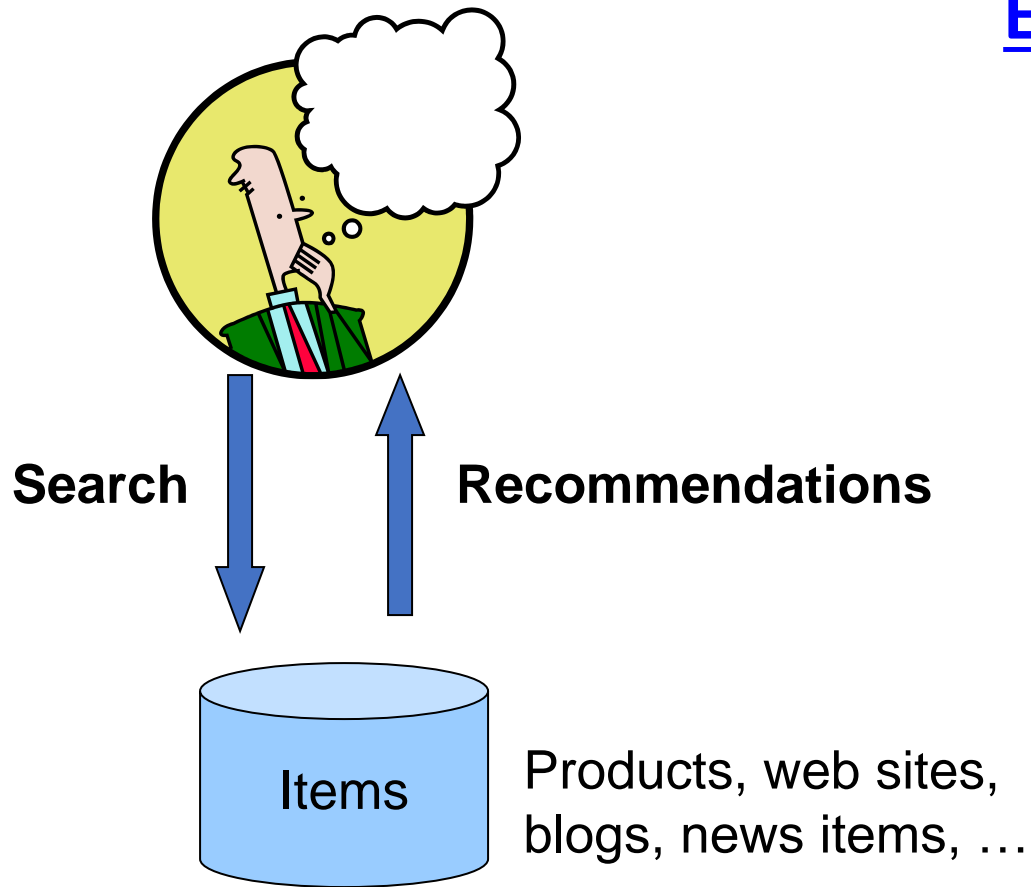 Search
Recommendations
Items
Products, web sites,
blogs, news items, …